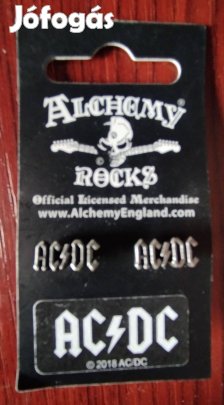 Jófogás
ALCHEMY
ROCKS
Official Licensed Merchandise
www.AlchemyEngland.com
AC⚡DC AC⚡DC
AC⚡DC
© 2018 AC/DC